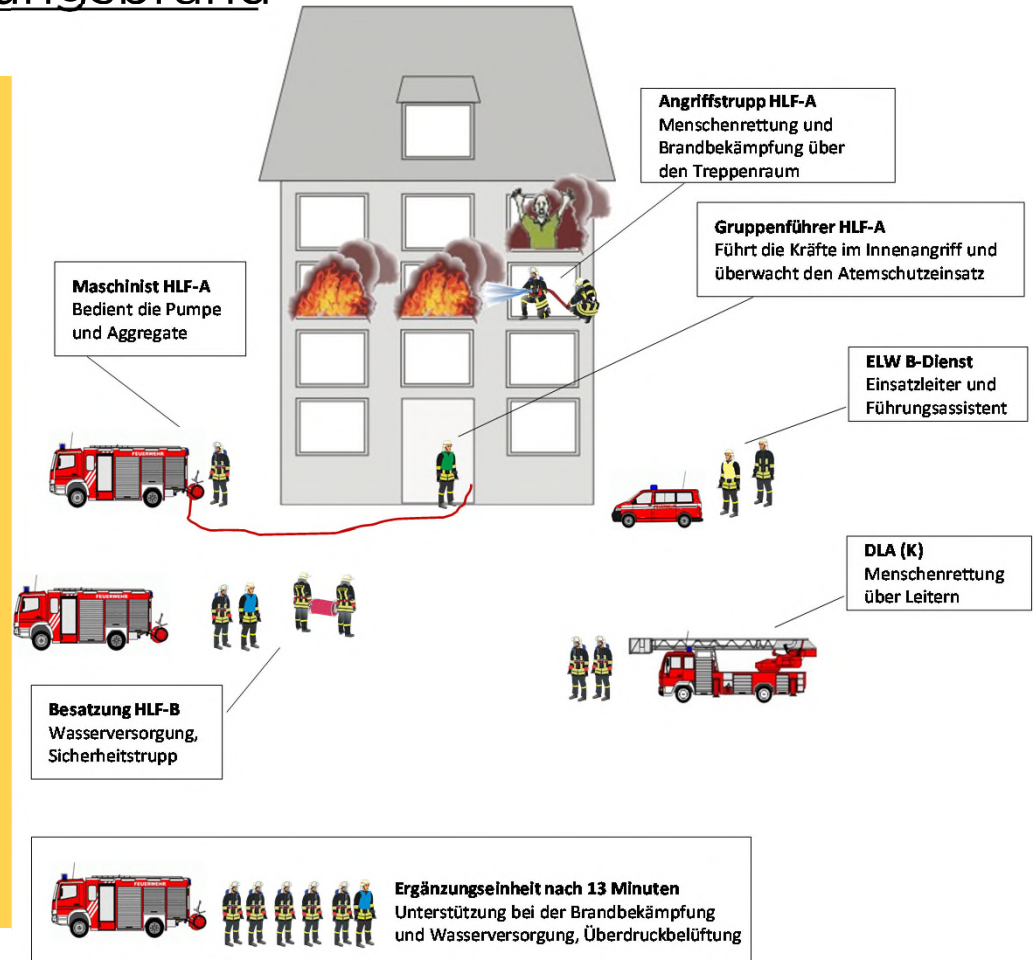 Angriffstrupp HLF-A
Menschenrettung und
Brandbekämpfung über
den Treppenraum
Gruppenführer HLF-A
Führt die Kräfte im Innenangriff und
überwacht den Atemschutzeinsatz
Maschinist HLF-A
Bedient die Pumpe
und Aggregate
ELW B-Dienst
Einsatzleiter und
Führungsassistent
FEUERWEHR
DLA (K)
Menschenrettung
über Leitern
Besatzung HLF-B
Wasserversorgung,
Sicherheitstrupp
FEUERWEHR
Ergänzungseinheit nach 13 Minuten
Unterstützung bei der Brandbekämpfung
und Wasserversorgung, Überdruckbelüftung